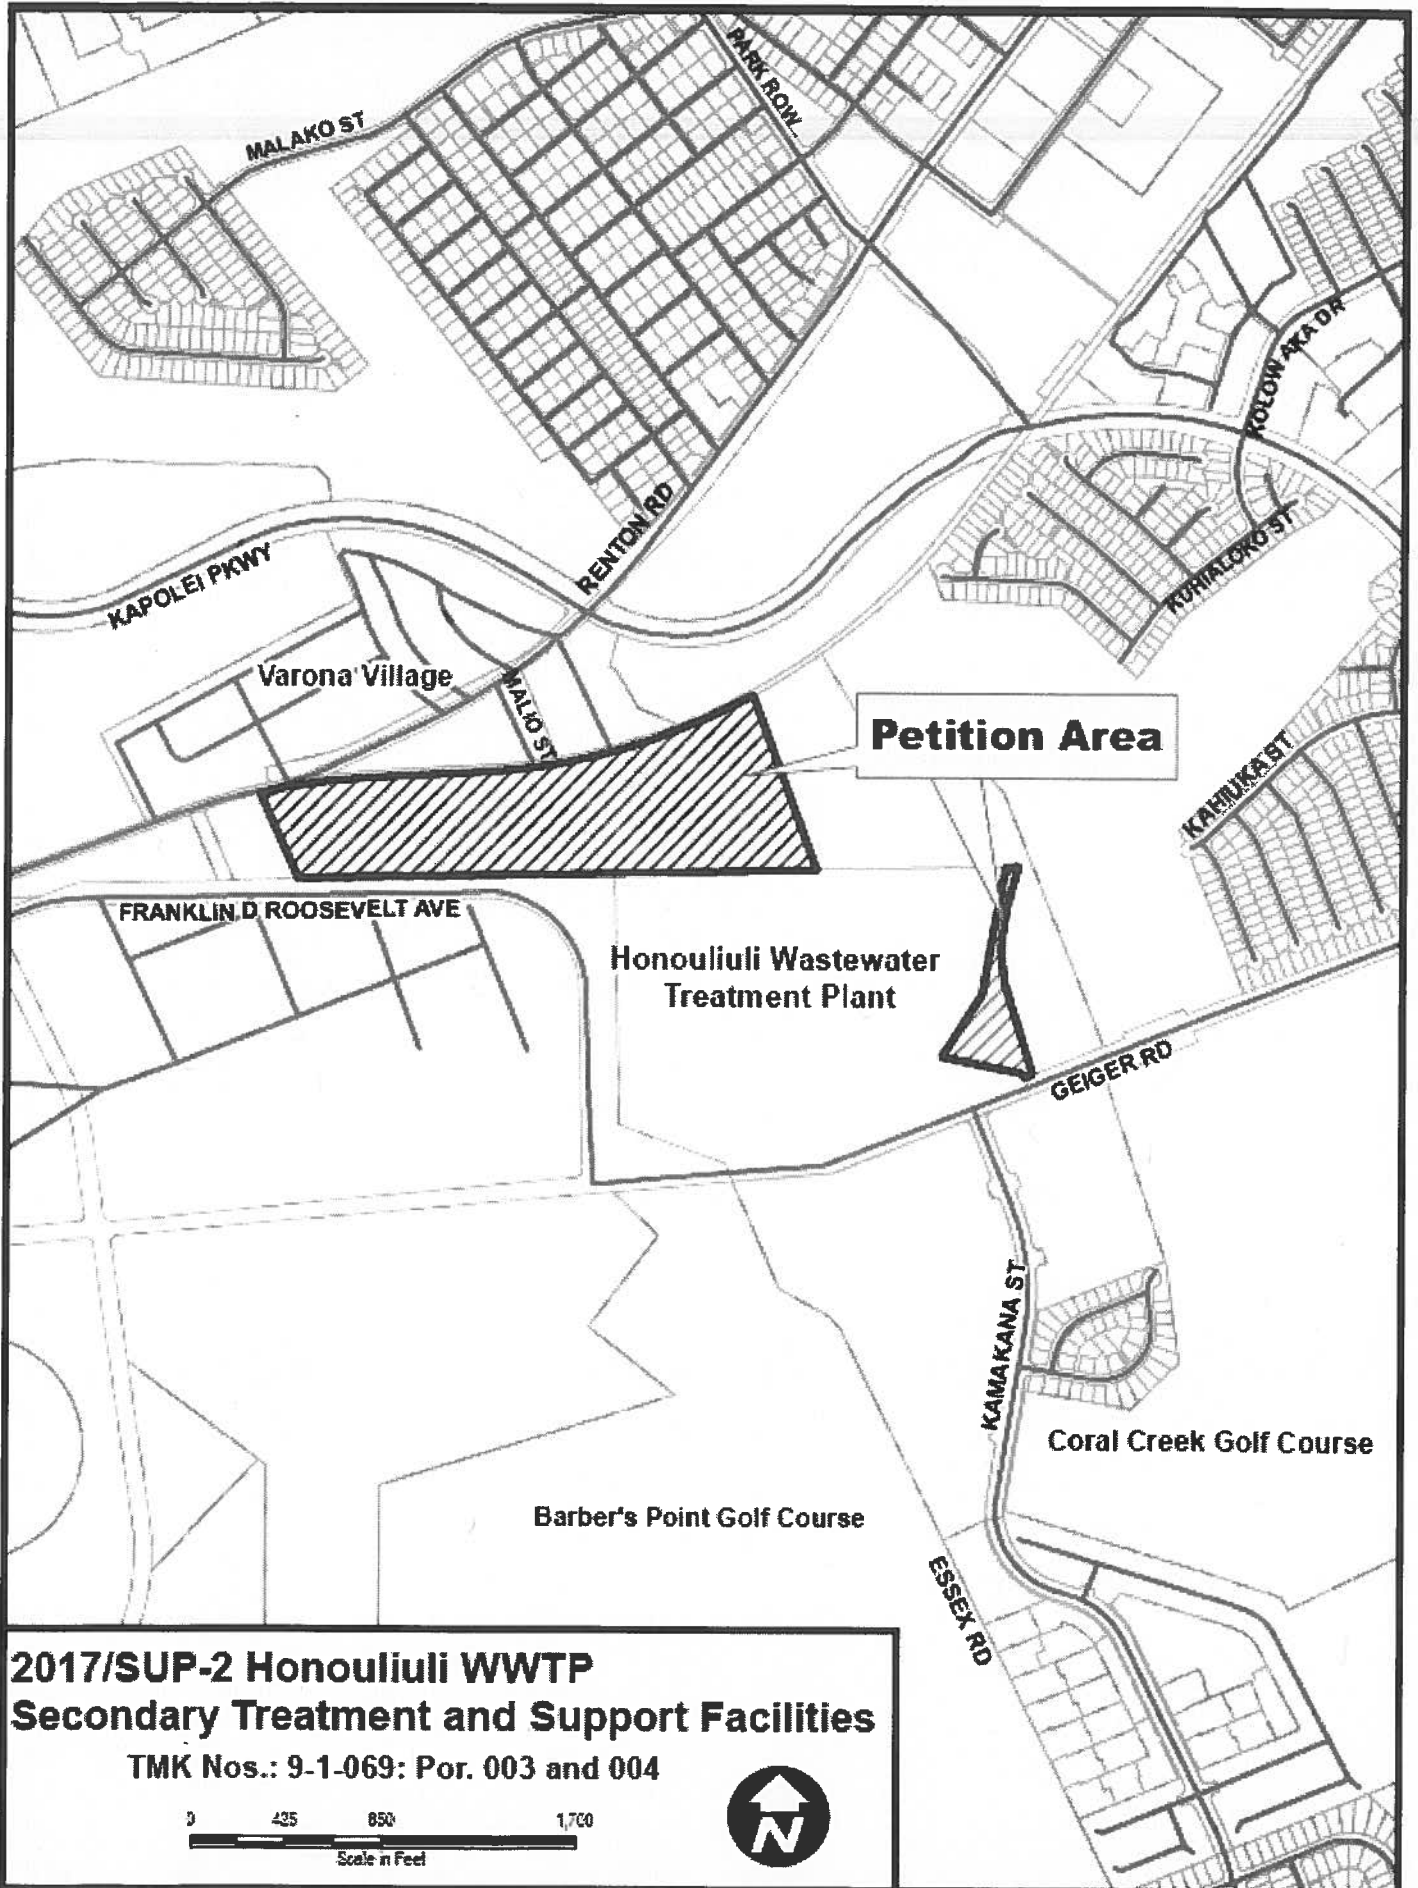 PARK ROW
MALAKO ST
KOLOWAKA DR
RENTON RD
KAPOLEI PKWY
KUHIALOKO ST
Varona Village
MALIO ST
Petition Area
KAHIUKA ST
FRANKLIN D ROOSEVELT AVE
Honouliuli Wastewater
Treatment Plant
GEIGER RD
KAMAKANA ST
Coral Creek Golf Course
Barber's Point Golf Course
ESSEX RD
2017/SUP-2 Honouliuli WWTP
Secondary Treatment and Support Facilities
TMK Nos.: 9-1-069: Por. 003 and 004
0 425 850 1,700
Scale in Feet
N